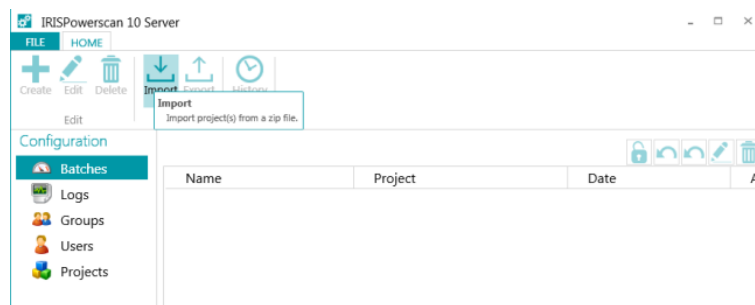 IRISPowerscan 10 Server
FILE HOME
Create Edit Delete Import Export History
Import
Import project(s) from a zip file.
Edit
Configuration
Batches
Name Project Date A
Logs
Groups
Users
Projects